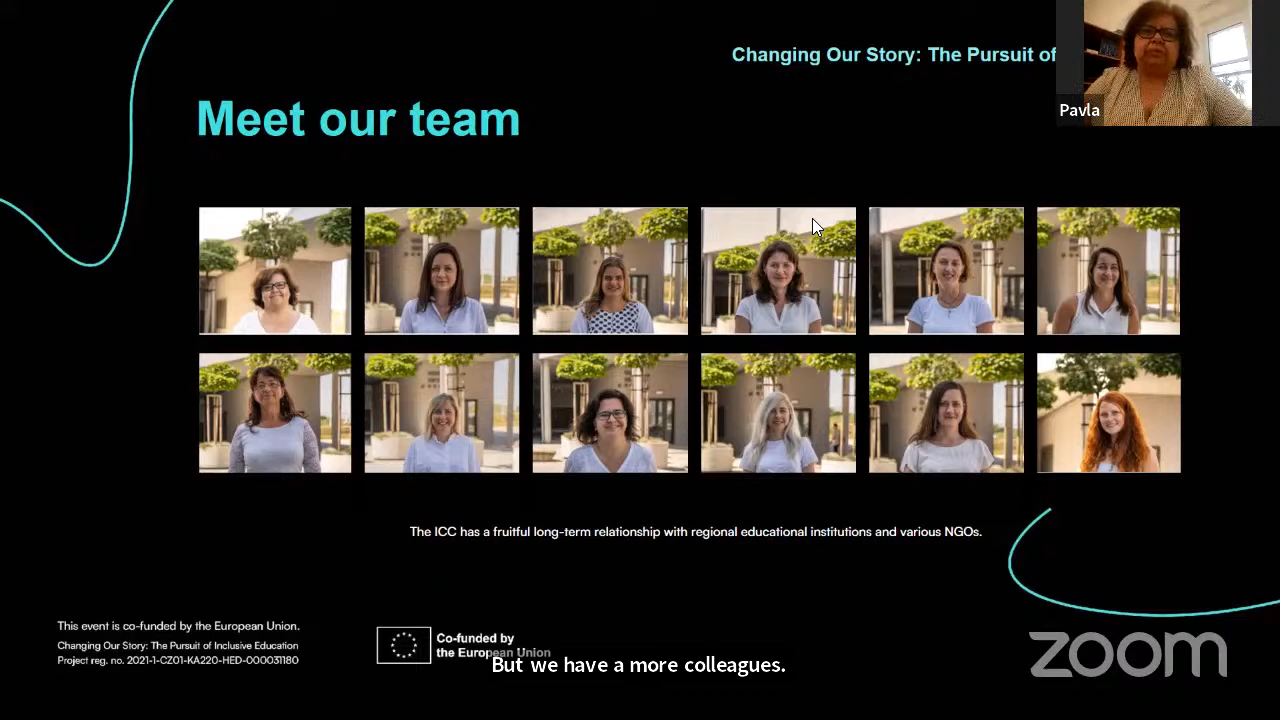 Changing Our Story: The Pursuit of
Pavla
Meet our team
The ICC has a fruitful long-term relationship with regional educational institutions and various NGOs.
This event is co-funded by the European Union.
Changing Our Story: The Pursuit of Inclusive Education
Project reg. no. 2021-1-CZ01-KA220-HED-000031180
Co-funded by
the European Union
But we have a more colleagues.
zoom